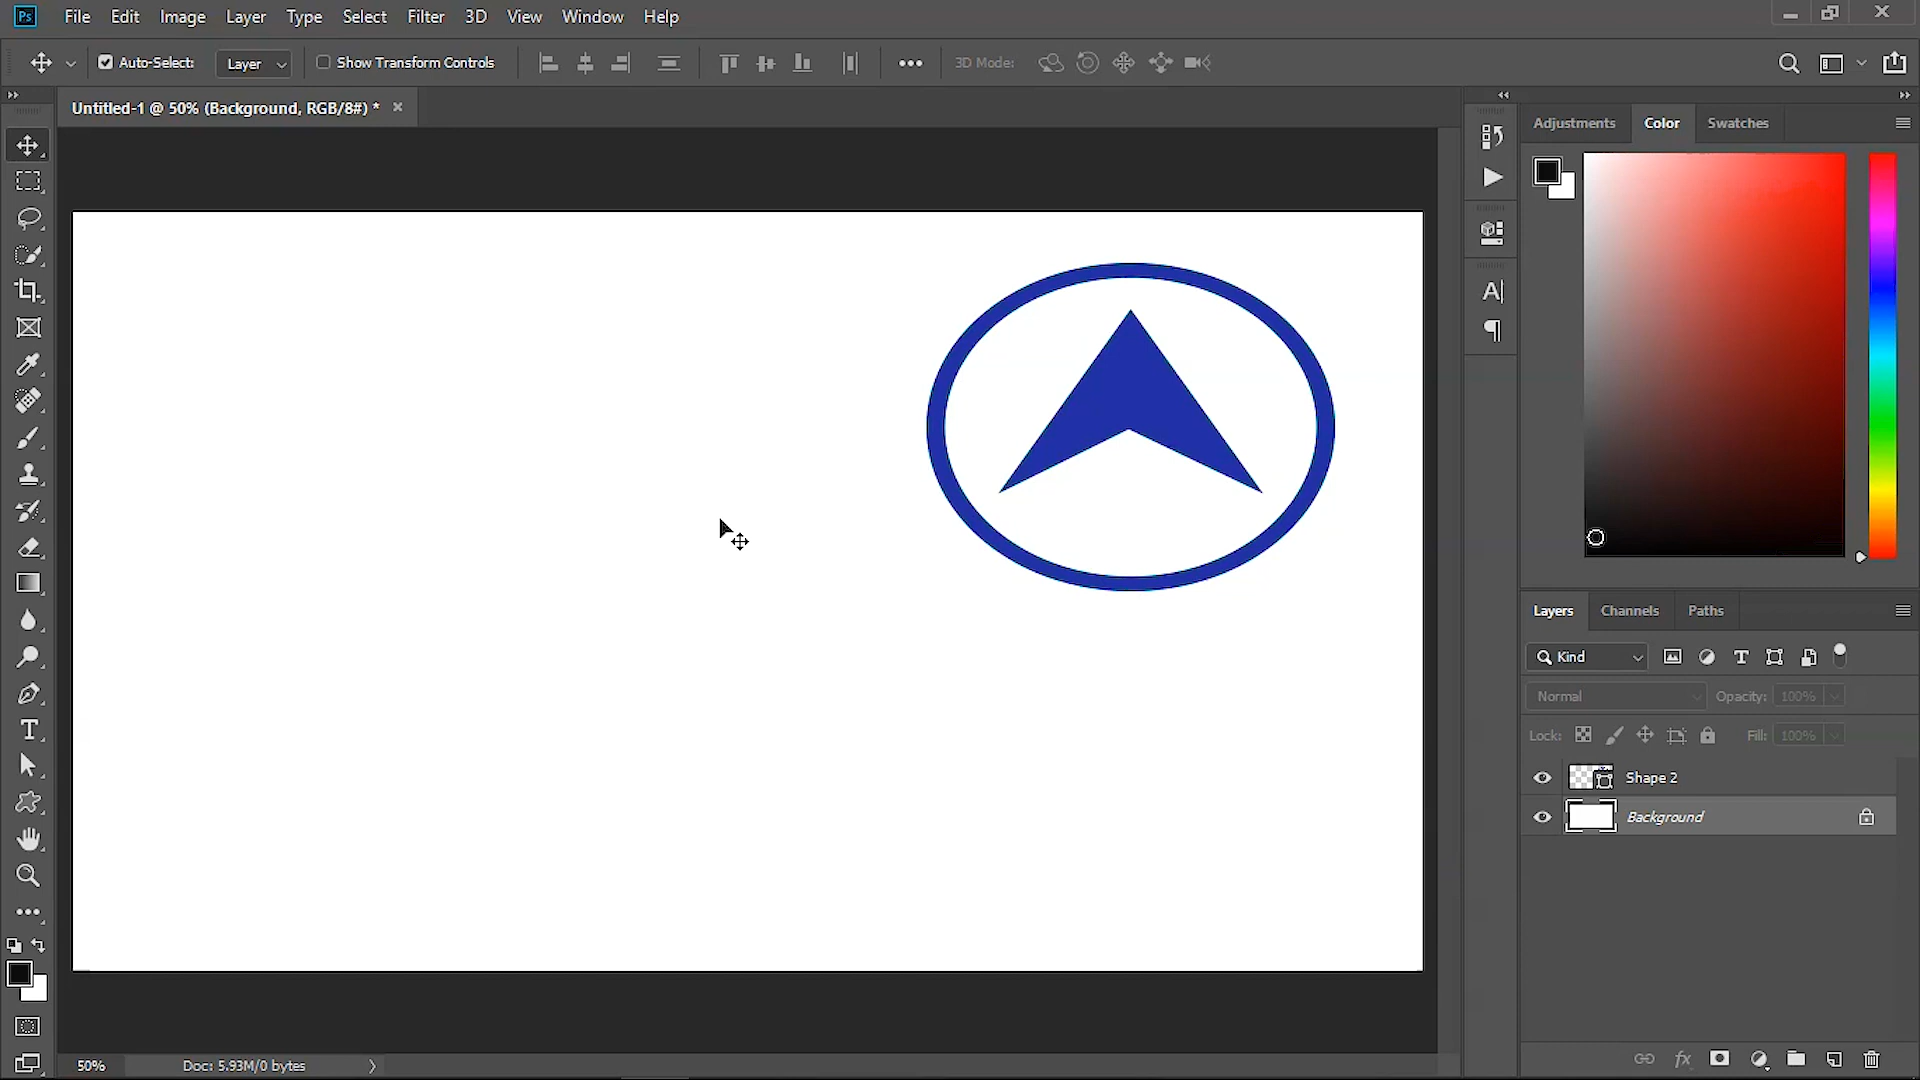 Ps File Edit Image Layer Type Select Filter 3D View Window Help
Auto-Select: Layer Show Transform Controls 3D Mode:
Untitled-1 @ 50% (Background, RGB/8#) *
Adjustments Color Swatches
Layers Channels Paths
Kind
Normal Opacity: 100%
Lock: Fill: 100%
Shape 2
Background
fx
50% Doc: 5.93M/0 bytes